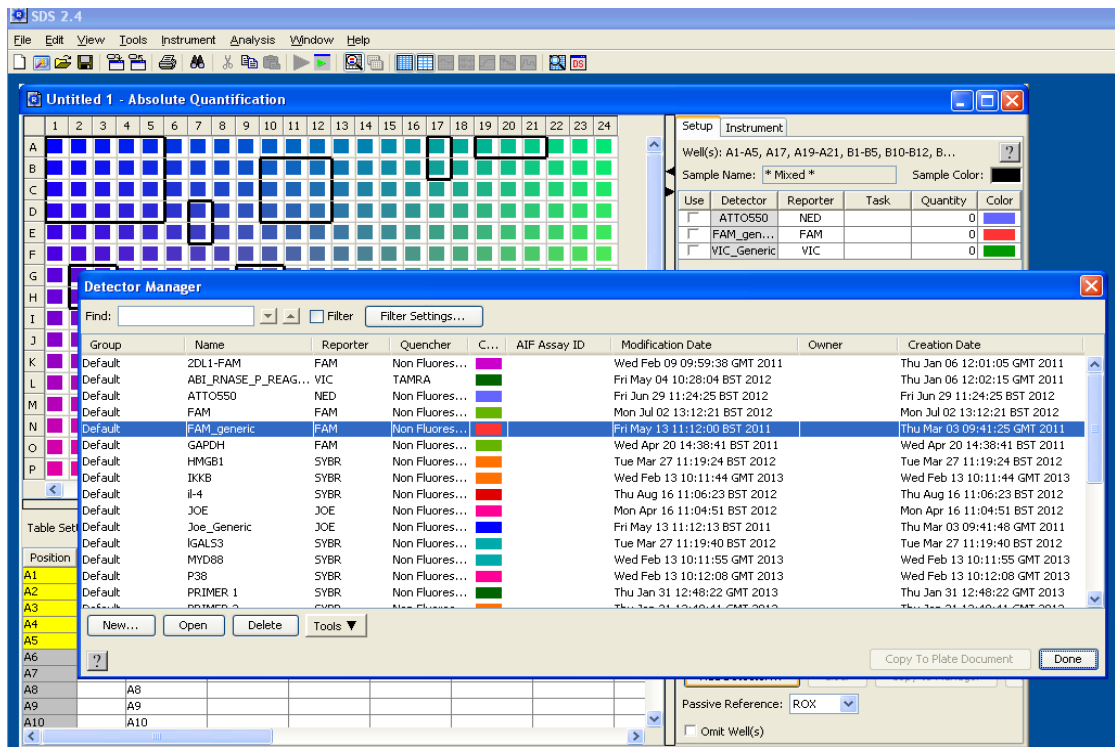 SDS 2.4
File Edit View Tools Instrument Analysis Window Help
Untitled 1 - Absolute Quantification
1 2 3 4 5 6 7 8 9 10 11 12 13 14 15 16 17 18 19 20 21 22 23 24
A
B
C
D
E
F
G
H
I
J
K
L
M
N
O
P
Setup Instrument
Well(s): A1-A5, A17, A19-A21, B1-B5, B10-B12, B... ?
Sample Name: * Mixed * Sample Color:
Use Detector Reporter Task Quantity Color
ATTO550 NED 0
FAM_gen... FAM 0
VIC_Generic VIC 0
Detector Manager
Find: Filter Filter Settings...
Group Name Reporter Quencher C... AIF Assay ID Modification Date Owner Creation Date
Default 2DL1-FAM FAM Non Fluores... Wed Feb 09 09:59:38 GMT 2011 Thu Jan 06 12:01:05 GMT 2011
Default ABI_RNASE_P_REAG... VIC TAMRA Fri May 04 10:28:04 BST 2012 Thu Jan 06 12:02:15 GMT 2011
Default ATTO550 NED Non Fluores... Fri Jun 29 11:24:25 BST 2012 Fri Jun 29 11:24:25 BST 2012
Default FAM FAM Non Fluores... Mon Jul 02 13:12:21 BST 2012 Mon Jul 02 13:12:21 BST 2012
Default FAM_generic FAM Non Fluores... Fri May 13 11:12:00 BST 2011 Thu Mar 03 09:41:25 GMT 2011
Default GAPDH FAM Non Fluores... Wed Apr 20 14:38:41 BST 2011 Wed Apr 20 14:38:41 BST 2011
Default HMGB1 SYBR Non Fluores... Tue Mar 27 11:19:24 BST 2012 Tue Mar 27 11:19:24 BST 2012
Default IKKB SYBR Non Fluores... Wed Feb 13 10:11:44 GMT 2013 Wed Feb 13 10:11:44 GMT 2013
Default il-4 SYBR Non Fluores... Thu Aug 16 11:06:23 BST 2012 Thu Aug 16 11:06:23 BST 2012
Default JOE JOE Non Fluores... Mon Apr 16 11:04:51 BST 2012 Mon Apr 16 11:04:51 BST 2012
Default Joe_Generic JOE Non Fluores... Fri May 13 11:12:13 BST 2011 Thu Mar 03 09:41:48 GMT 2011
Default lGALS3 SYBR Non Fluores... Tue Mar 27 11:19:40 BST 2012 Tue Mar 27 11:19:40 BST 2012
Default MYD88 SYBR Non Fluores... Wed Feb 13 10:11:55 GMT 2013 Wed Feb 13 10:11:55 GMT 2013
Default P38 SYBR Non Fluores... Wed Feb 13 10:12:08 GMT 2013 Wed Feb 13 10:12:08 GMT 2013
Default PRIMER 1 SYBR Non Fluores... Thu Jan 31 12:48:22 GMT 2013 Thu Jan 31 12:48:22 GMT 2013
New... Open Delete Tools
? Copy To Plate Document Done
Position
A1
A2
A3
A4
A5
A6
A7
A8 A8
A9 A9
A10 A10
Passive Reference: ROX
Omit Well(s)